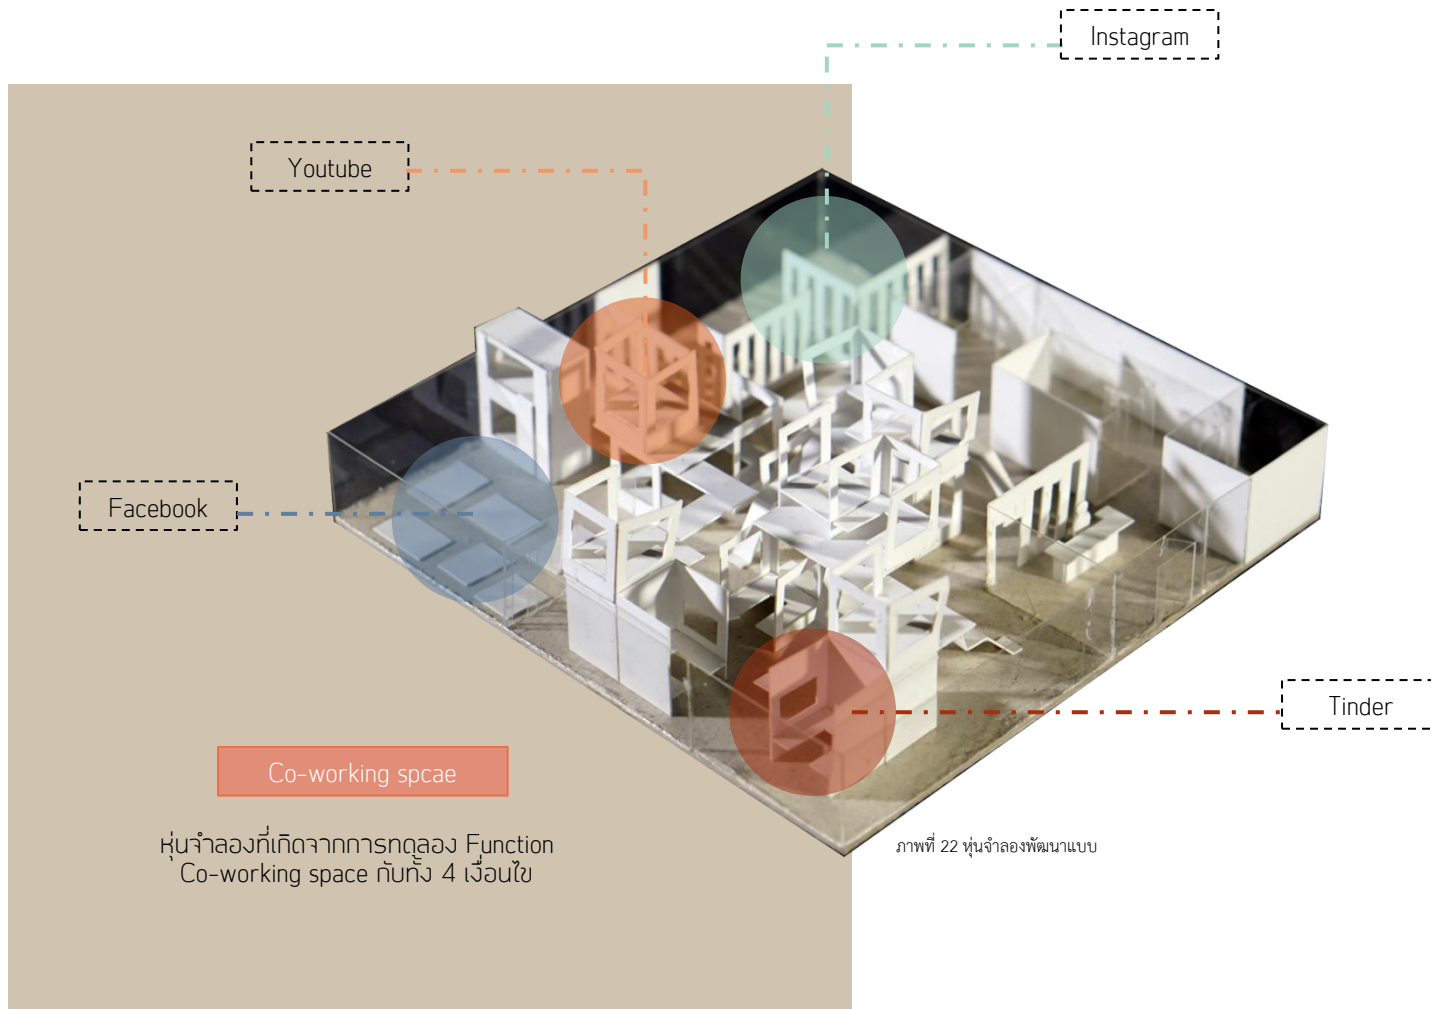 Instagram
Youtube
Facebook
Tinder
Co-working spcae
หุ่นจำลองที่เกิดจากการทดลอง Function
Co-working space กับทั้ง 4 เงื่อนไข
ภาพที่ 22 หุ่นจำลองพัฒนาแบบ